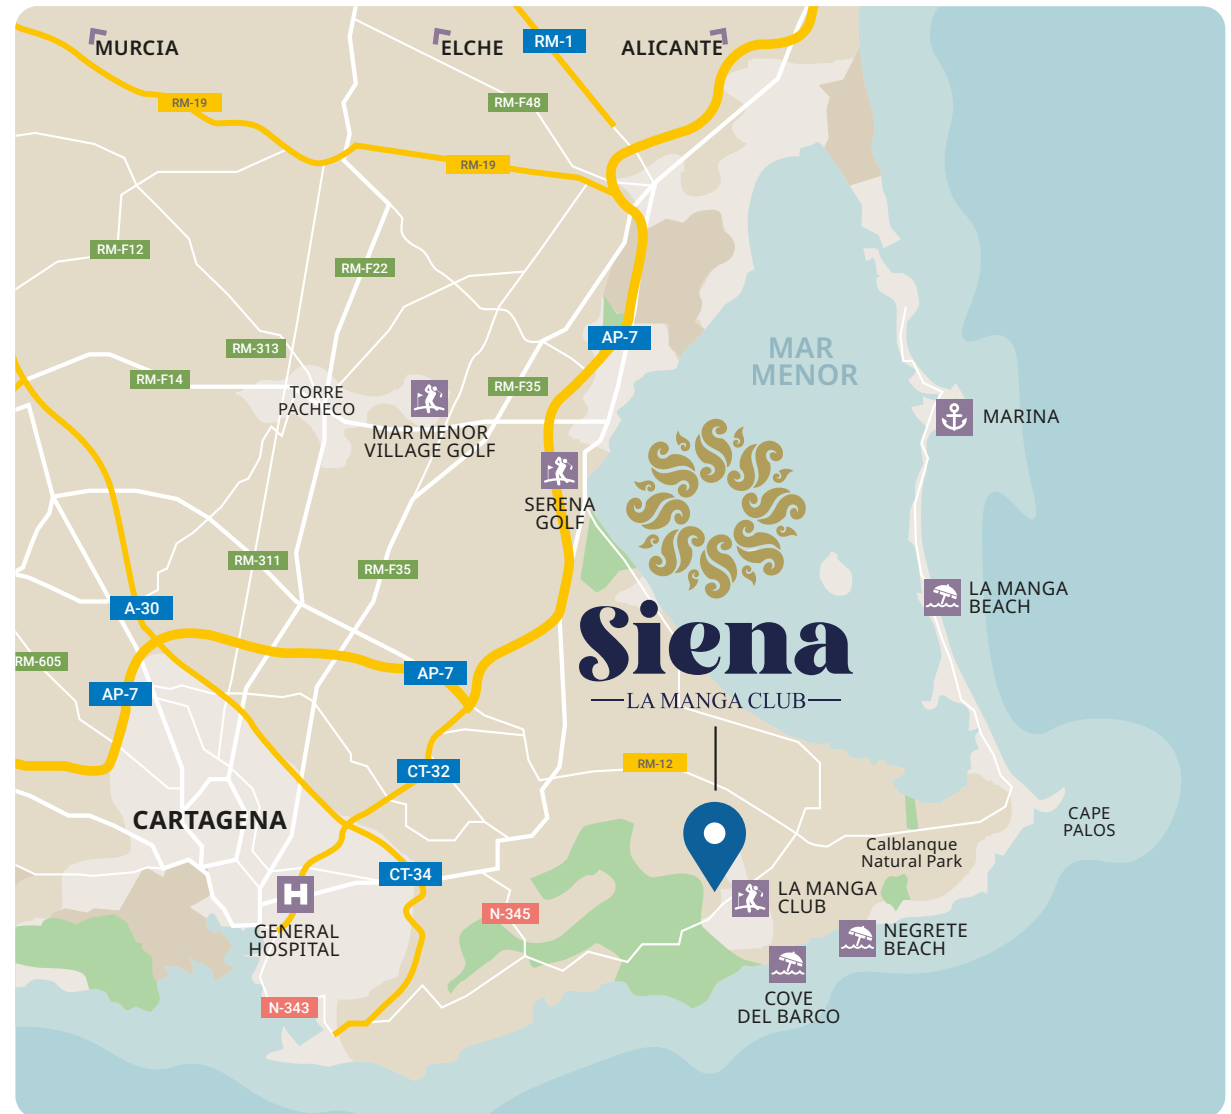 MURCIA
ELCHE
RM-1
ALICANTE
RM-19
RM-F48
RM-19
RM-F12
RM-F22
AP-7
MAR
MENOR
RM-313
RM-F14
RM-F35
TORRE
PACHECO
MARINA
MAR MENOR
VILLAGE GOLF
SERENA
GOLF
RM-311
RM-F35
A-30
LA MANGA
BEACH
Siena
LA MANGA CLUB
RM-605
AP-7
AP-7
RM-12
CT-32
CARTAGENA
CAPE
PALOS
Calblanque
Natural Park
CT-34
H
LA MANGA
CLUB
N-345
GENERAL
HOSPITAL
NEGRETE
BEACH
COVE
DEL BARCO
N-343